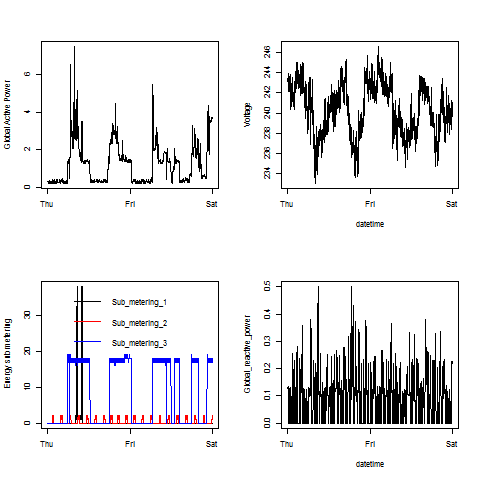 Global Active Power
0 2 4 6
Thu Fri Sat
Voltage
234 236 238 240 242 244 246
Thu Fri Sat
datetime
Energy sub metering
0 10 20 30
Sub_metering_1
Sub_metering_2
Sub_metering_3
Thu Fri Sat
Global_reactive_power
0.0 0.1 0.2 0.3 0.4 0.5
Thu Fri Sat
datetime